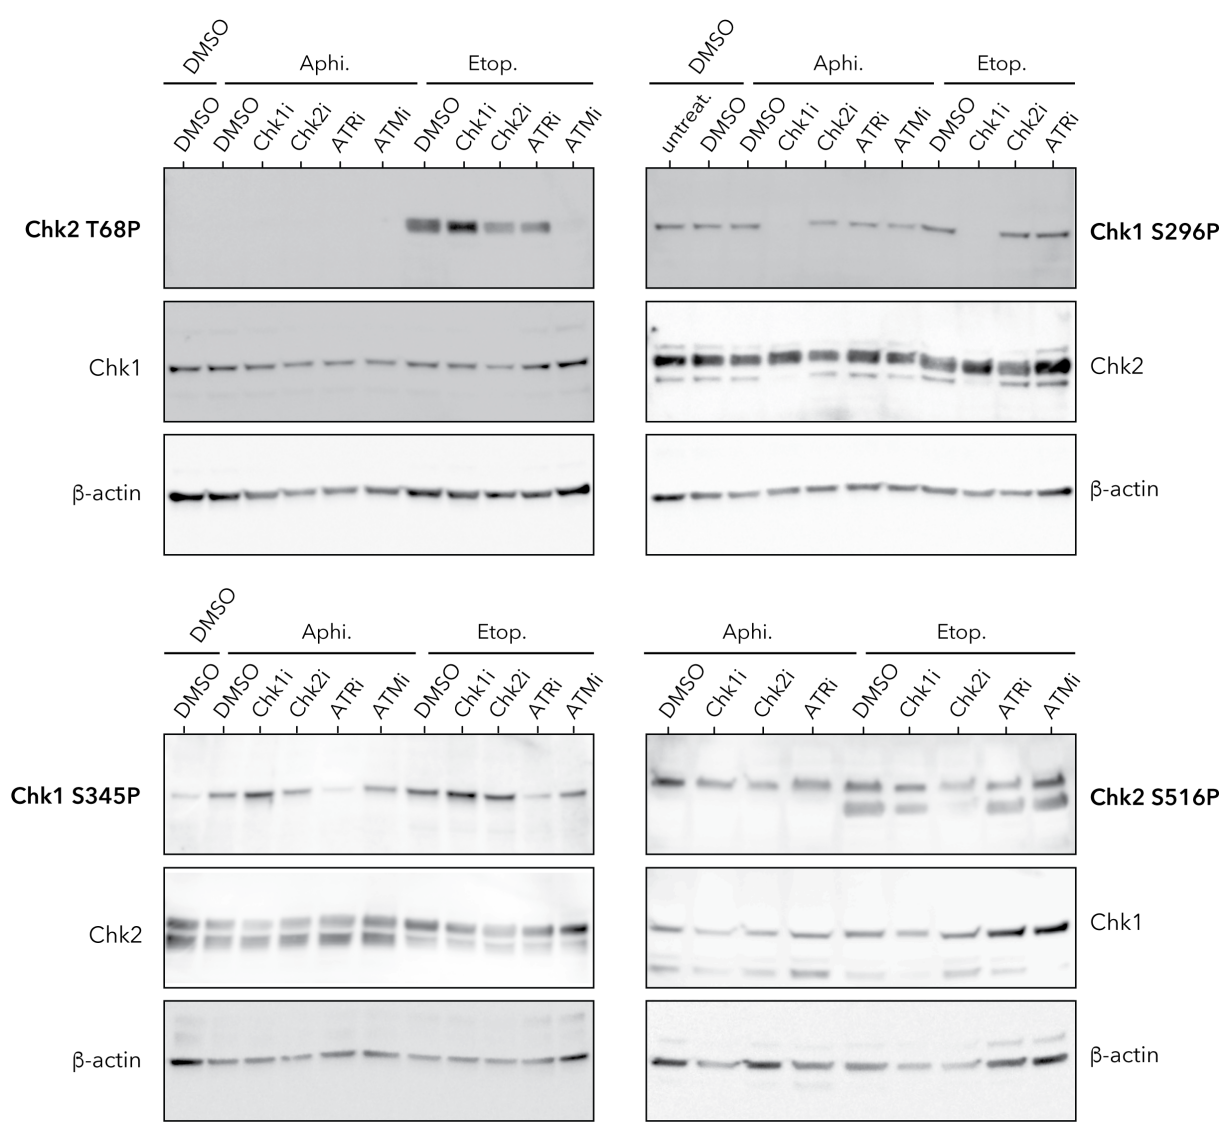 DMSO
Aphi.
Etop.
DMSO
DMSO
Chk1i
Chk2i
ATRi
ATMi
DMSO
Chk1i
Chk2i
ATRi
ATMi
Chk2 T68P
Chk1
β-actin
DMSO
Aphi.
Etop.
untreat.
DMSO
DMSO
Chk1i
Chk2i
ATRi
ATMi
DMSO
Chk1i
Chk2i
ATRi
Chk1 S296P
Chk2
β-actin
DMSO
Aphi.
Etop.
DMSO
DMSO
Chk1i
Chk2i
ATRi
ATMi
DMSO
Chk1i
Chk2i
ATRi
ATMi
Chk1 S345P
Chk2
β-actin
Aphi.
Etop.
DMSO
Chk1i
Chk2i
ATRi
DMSO
Chk1i
Chk2i
ATRi
ATMi
Chk2 S516P
Chk1
β-actin